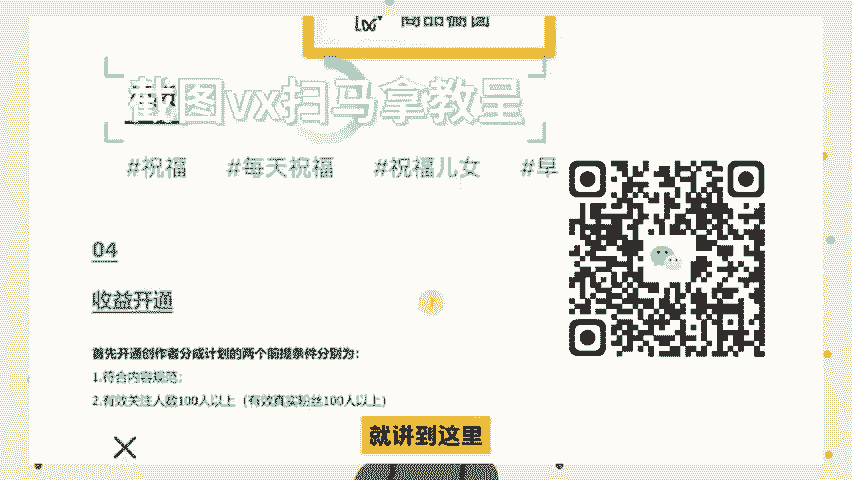 商品橱窗
截图vx扫马拿教呈
#祝福 #每天祝福 #祝福儿女 #早
04
收益开通
首先开通创作者分成计划的两个前提条件分别为：
1.符合内容规范；
2.有效关注人数100人以上（有效真实粉丝100人以上）
就讲到这里